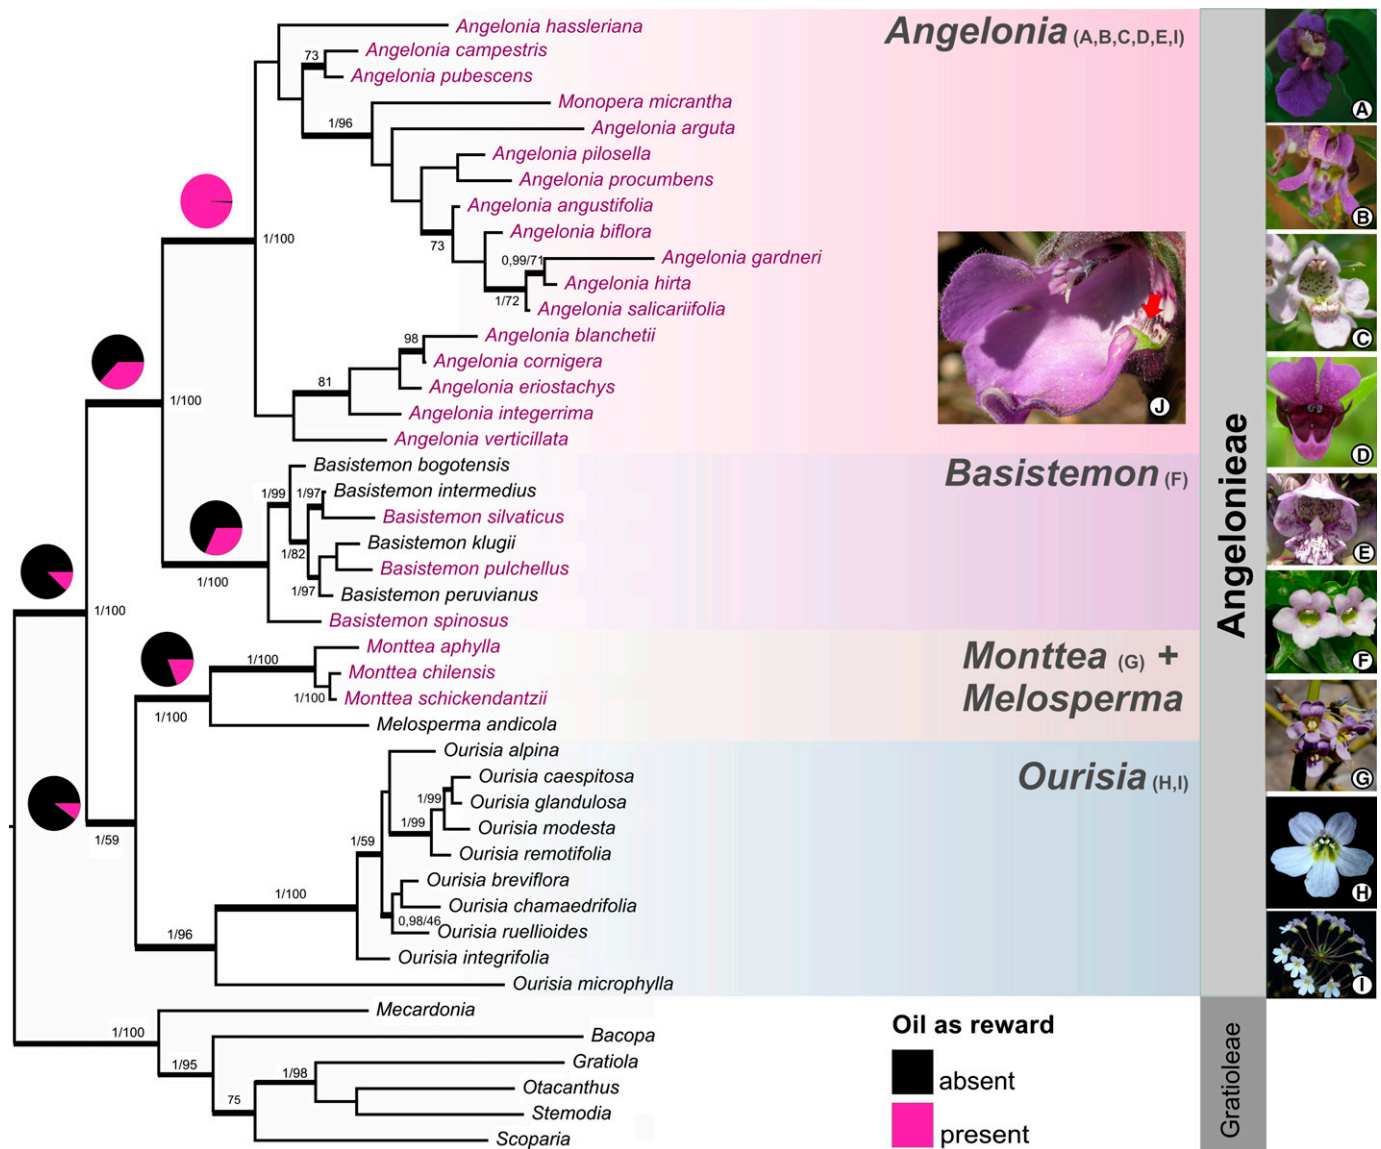 Angelonia hassleriana
Angelonia (A,B,C,D,E,I)
A
73
Angelonia campestris
Angelonia pubescens
Monopera micrantha
1/96
Angelonia arguta
B
Angelonia pilosella
Angelonia procumbens
Angelonia angustifolia
1/100
73
Angelonia biflora
0,99/71
Angelonia gardneri
Angelonia hirta
1/72
Angelonia salicariifolia
C
98
Angelonia blanchetii
Angelonia cornigera
81
Angelonia eriostachys
1/100
Angelonia integerrima
J
Angelonia verticillata
D
Basistemon bogotensis
Basistemon (F)
1/99
1/97
Basistemon intermedius
Basistemon silvaticus
Basistemon klugii
1/82
E
1/100
Basistemon pulchellus
1/97
Basistemon peruvianus
1/100
Basistemon spinosus
Angelonieae
Monttea aphylla
1/100
Monttea (G) +
Melosperma
F
Monttea chilensis
1/100
Monttea schickendantzii
1/100
Melosperma andicola
Ourisia alpina
Ourisia (H,I)
G
Ourisia caespitosa
1/99
Ourisia glandulosa
1/99
Ourisia modesta
1/59
1/59
Ourisia remotifolia
Ourisia breviflora
H
1/100
Ourisia chamaedrifolia
0,98/46
Ourisia ruellioides
1/96
Ourisia integrifolia
Ourisia microphylla
I
Mecardonia
Oil as reward
1/100
Bacopa
1/95
Gratiola
1/98
absent
Otacanthus
75
Stemodia
present
Scoparia
Gratioleae